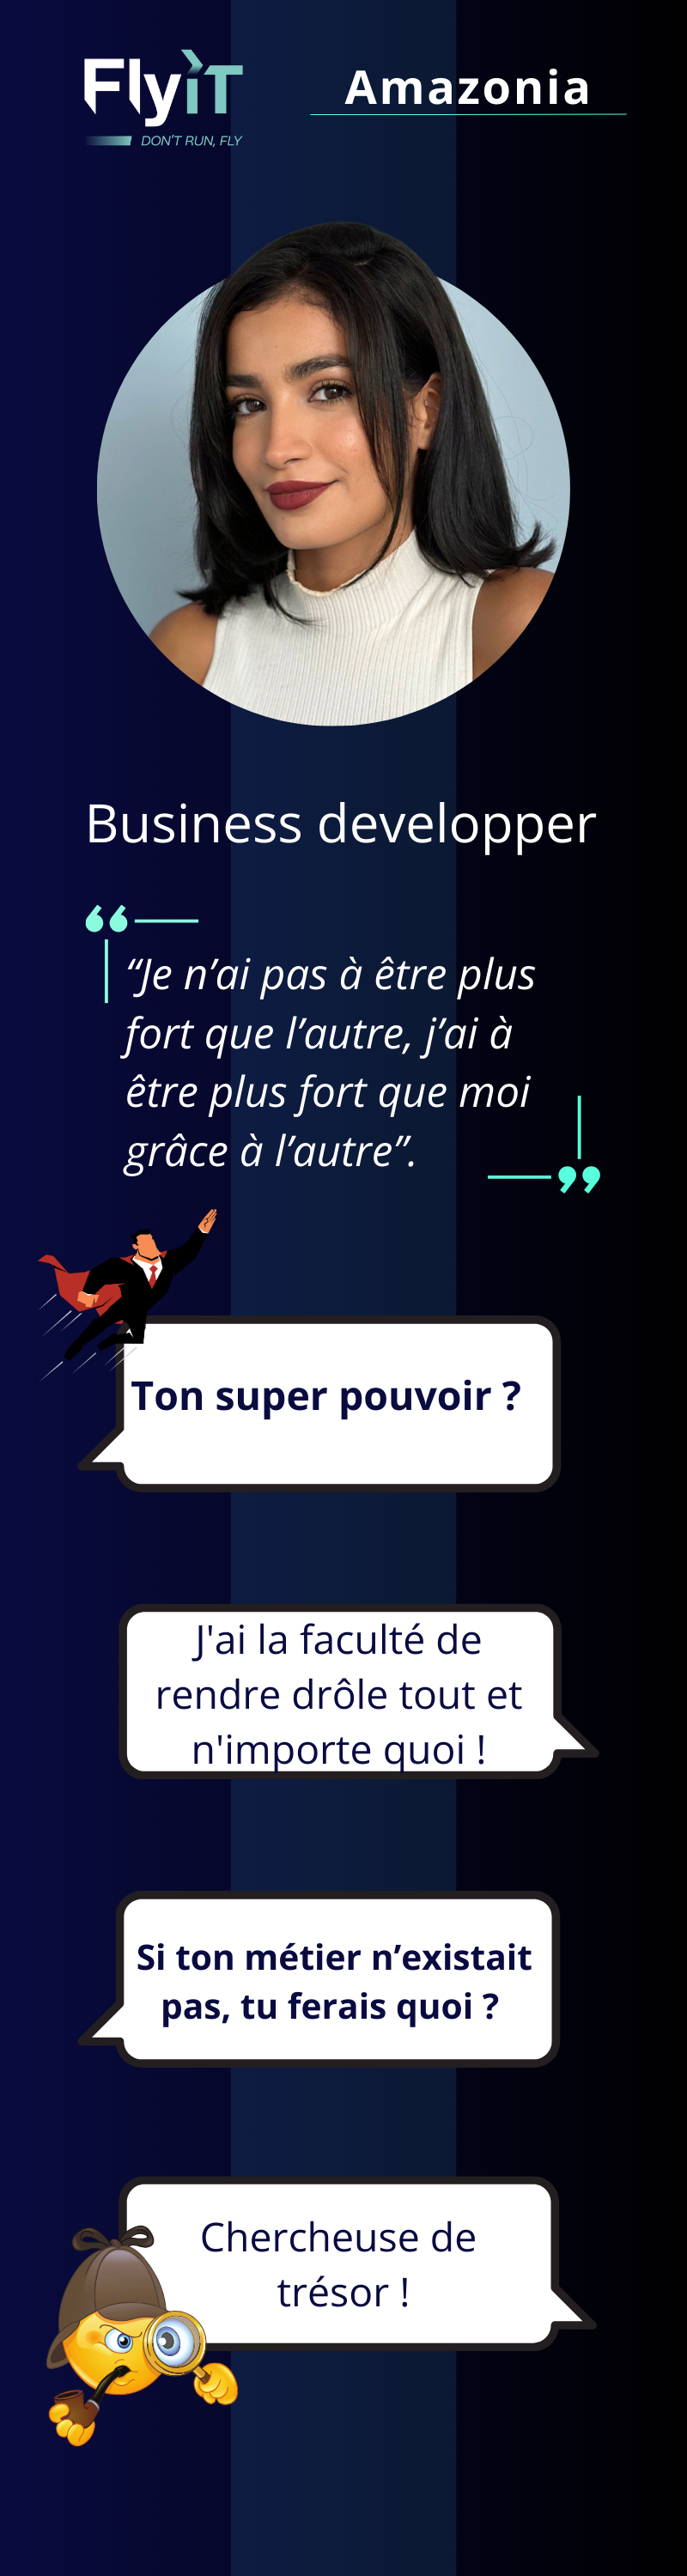 FlyiT
DON'T RUN, FLY
Amazonia
Business developper
“Je n’ai pas à être plus
fort que l’autre, j’ai à
être plus fort que moi
grâce à l’autre”.
Ton super pouvoir ?
J'ai la faculté de
rendre drôle tout et
n'importe quoi !
Si ton métier n’existait
pas, tu ferais quoi ?
Chercheuse de
trésor !